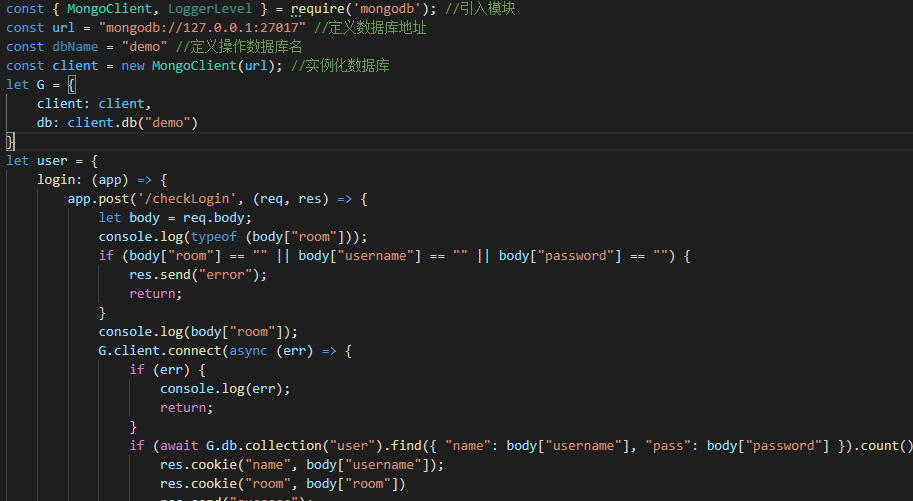 const { MongoClient, LoggerLevel } = require('mongodb'); //引入模块
const url = "mongodb://127.0.0.1:27017" //定义数据库地址
const dbName = "demo" //定义操作数据库名
const client = new MongoClient(url); //实例化数据库
let G = {
    client: client,
    db: client.db("demo")
}
let user = {
    login: (app) => {
        app.post('/checkLogin', (req, res) => {
            let body = req.body;
            console.log(typeof (body["room"]));
            if (body["room"] == "" || body["username"] == "" || body["password"] == "") {
                res.send("error");
                return;
            }
            console.log(body["room"]);
            G.client.connect(async (err) => {
                if (err) {
                    console.log(err);
                    return;
                }
                if (await G.db.collection("user").find({ "name": body["username"], "pass": body["password"] }).count()
                    res.cookie("name", body["username"]);
                    res.cookie("room", body["room"])